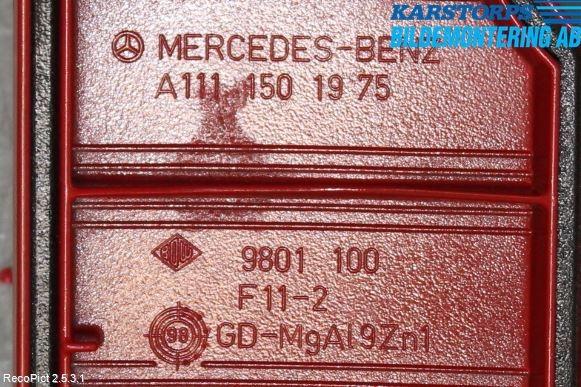 KARSTORPS
BILDEMONTERING AB
MERCEDES-BENZ
A111 150 19 75
9801 100
F11-2
98
GD-MgAl9Zn1
RecoPict 2.5.3.1